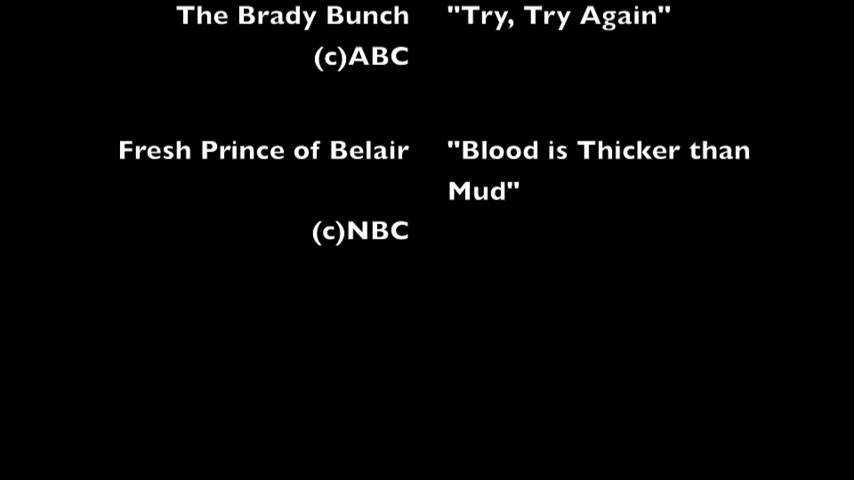 The Brady Bunch "Try, Try Again"
(c)ABC
Fresh Prince of Belair "Blood is Thicker than
Mud"
(c)NBC